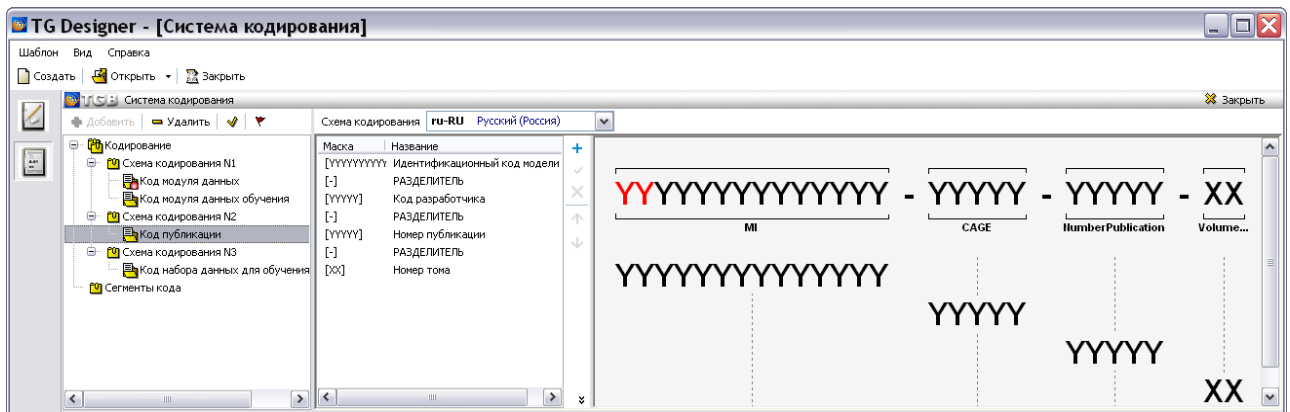 TG Designer - [Система кодирования]
Шаблон Вид Справка
Создать Открыть Закрыть
TGB Система кодирования Закрыть
Добавить Удалить Схема кодирования ru-RU Русский (Россия)
Кодирование
Схема кодирования N1
Код модуля данных
Код модуля данных обучения
Схема кодирования N2
Код публикации
Схема кодирования N3
Код набора данных для обучения
Сегменты кода
Маска Название
[YYYYYYYYYY Идентификационный код модели
[-] РАЗДЕЛИТЕЛЬ
[YYYYY] Код разработчика
[-] РАЗДЕЛИТЕЛЬ
[YYYYY] Номер публикации
[-] РАЗДЕЛИТЕЛЬ
[XX] Номер тома
YYYYYYYYYYYYYY - YYYYY - YYYYY - XX
MI CAGE NumberPublication Volume...
YYYYYYYYYYYYYY
YYYYY
YYYYY
XX